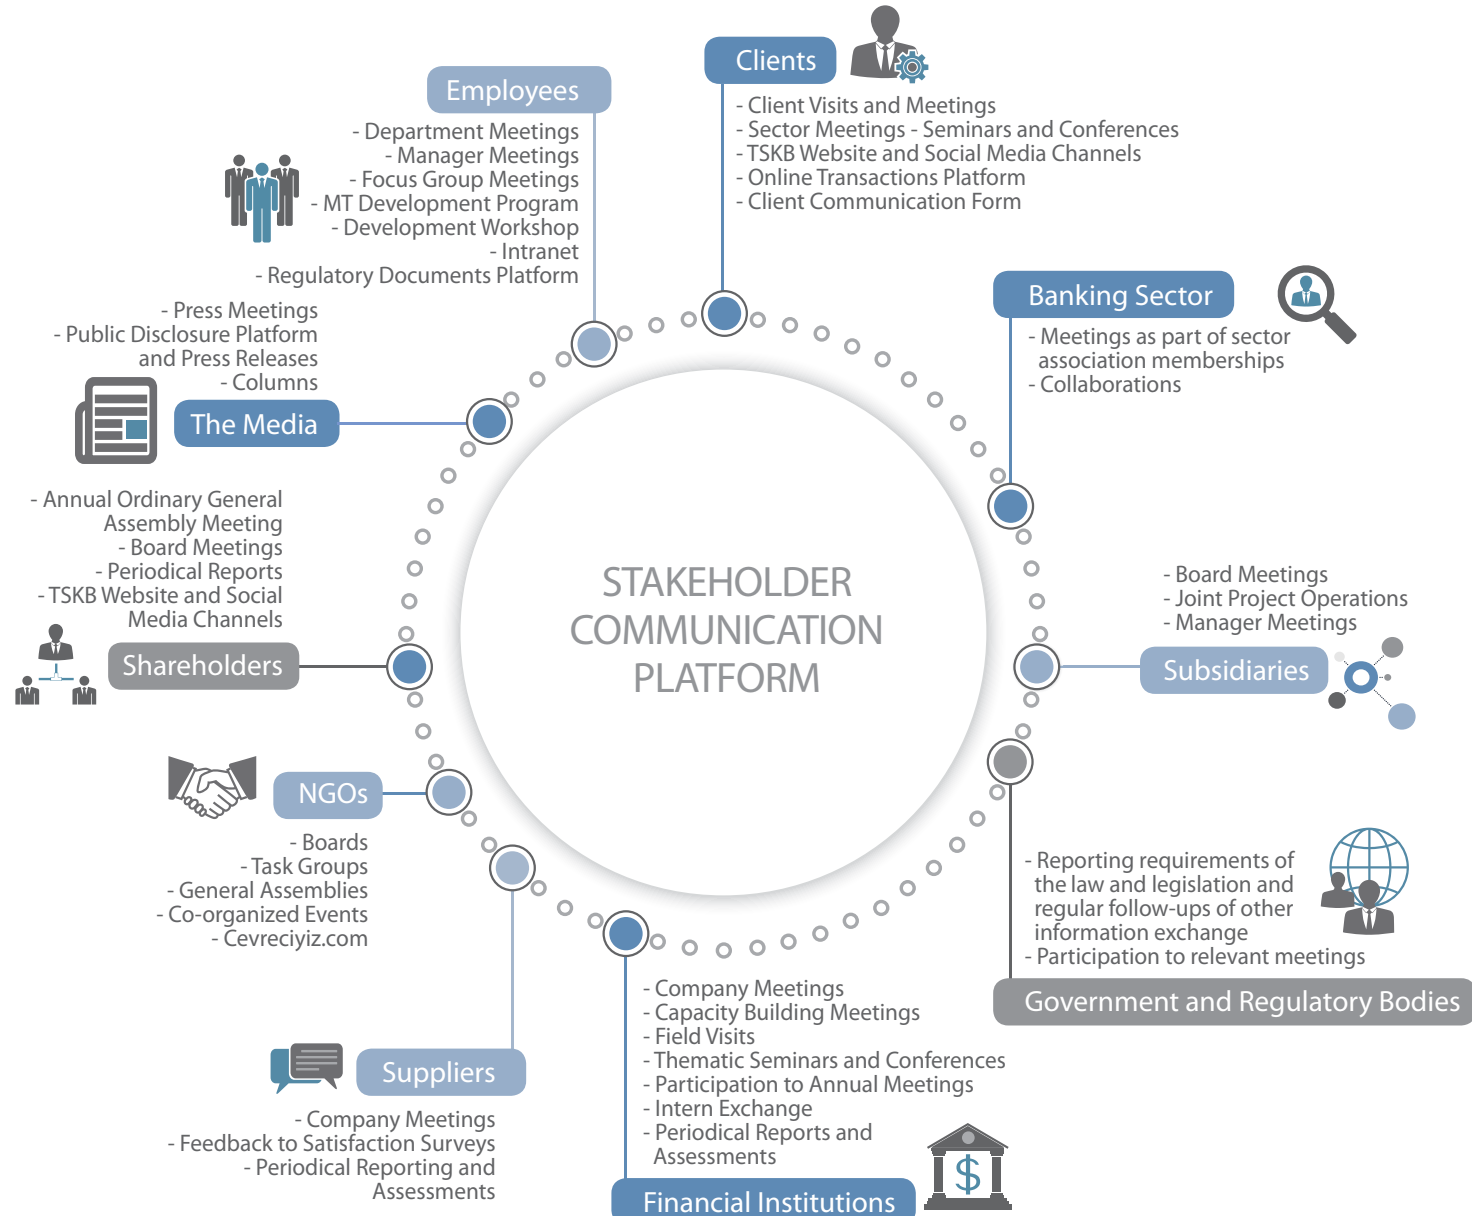 Clients
- Client Visits and Meetings
- Sector Meetings - Seminars and Conferences
- TSKB Website and Social Media Channels
- Online Transactions Platform
- Client Communication Form
Employees
- Department Meetings
- Manager Meetings
- Focus Group Meetings
- MT Development Program
- Development Workshop
- Intranet
- Regulatory Documents Platform
Banking Sector
- Meetings as part of sector
association memberships
- Collaborations
- Press Meetings
- Public Disclosure Platform
and Press Releases
- Columns
The Media
- Annual Ordinary General
Assembly Meeting
- Board Meetings
- Periodical Reports
- TSKB Website and Social
Media Channels
Shareholders
STAKEHOLDER
COMMUNICATION
PLATFORM
- Board Meetings
- Joint Project Operations
- Manager Meetings
Subsidiaries
NGOs
- Boards
- Task Groups
- General Assemblies
- Co-organized Events
- Cevreciyiz.com
- Reporting requirements of
the law and legislation and
regular follow-ups of other
information exchange
- Participation to relevant meetings
Government and Regulatory Bodies
Suppliers
- Company Meetings
- Feedback to Satisfaction Surveys
- Periodical Reporting and
Assessments
- Company Meetings
- Capacity Building Meetings
- Field Visits
- Thematic Seminars and Conferences
- Participation to Annual Meetings
- Intern Exchange
- Periodical Reports and
Assessments
$
Financial Institutions